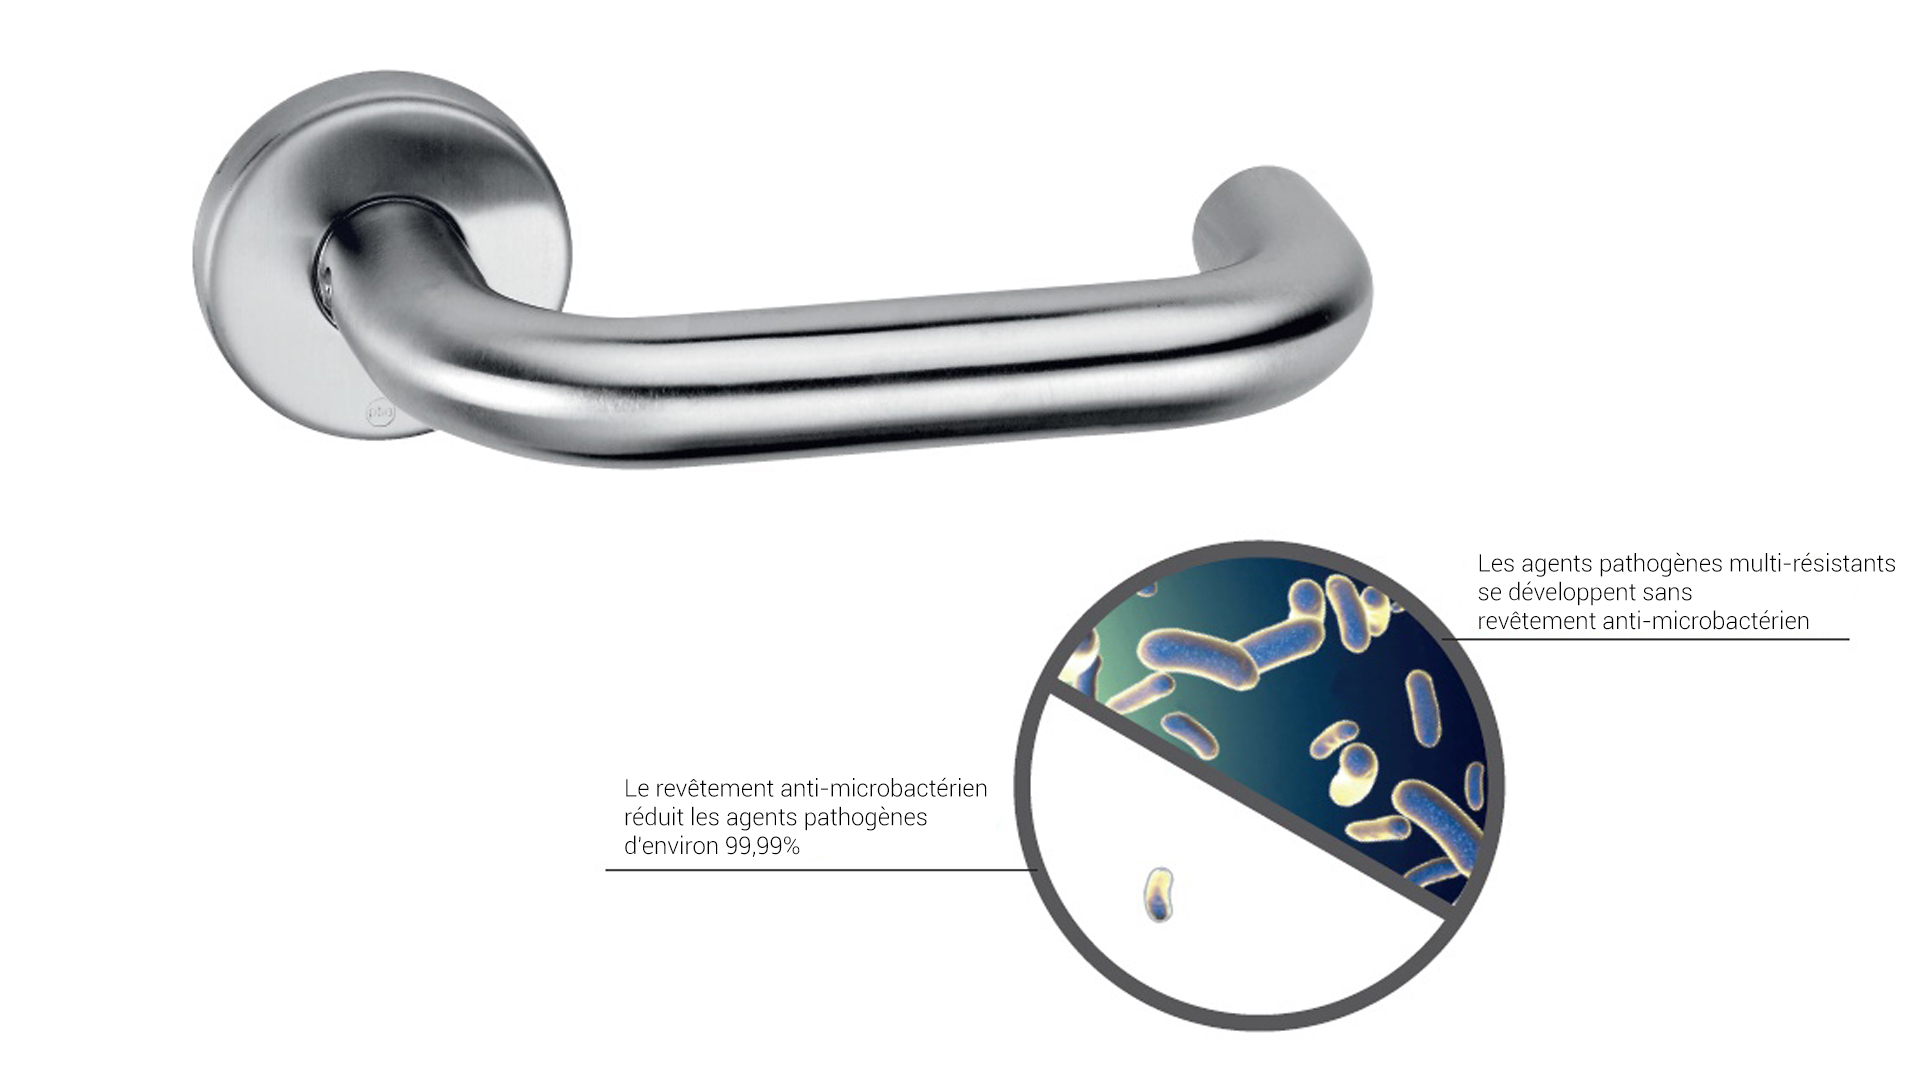 pba
Les agents pathogènes multi-résistants
se développent sans
revêtement anti-microbactérien
Le revêtement anti-microbactérien
réduit les agents pathogènes
d'environ 99,99%